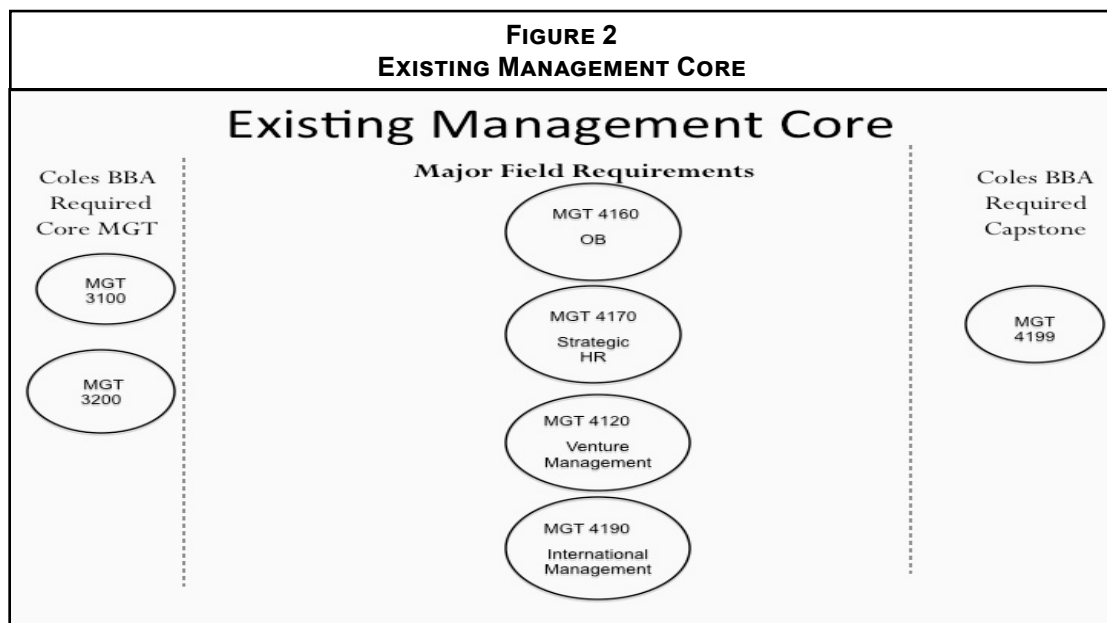 FIGURE 2
EXISTING MANAGEMENT CORE
Existing Management Core
Coles BBA
Required
Core MGT
MGT
3100
MGT
3200
Major Field Requirements
MGT 4160
OB
MGT 4170
Strategic
HR
MGT 4120
Venture
Management
MGT 4190
International
Management
Coles BBA
Required
Capstone
MGT
4199